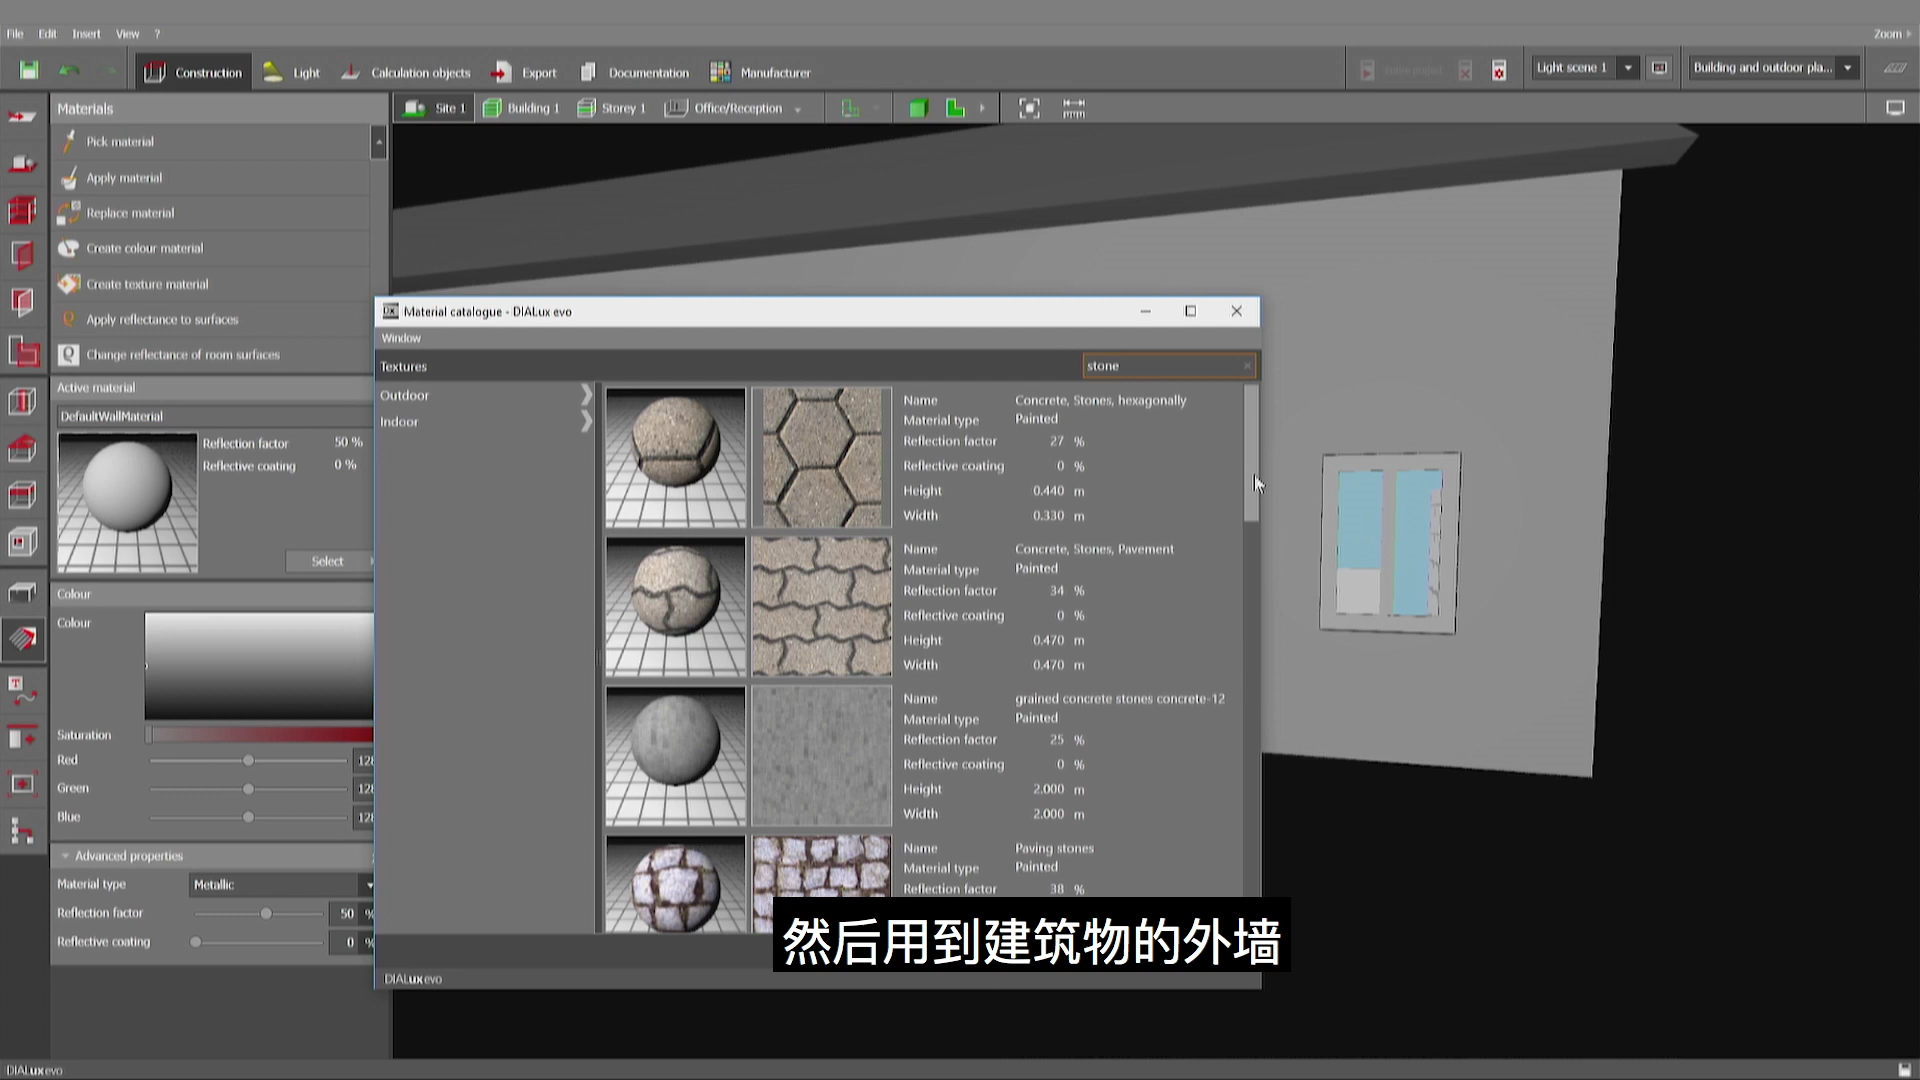 File Edit Insert View ?
Zoom
Construction Light Calculation objects Export Documentation Manufacturer
Light scene 1 Building and outdoor pla...
Materials
Site 1 Building 1 Storey 1 Office/Reception
Pick material
Apply material
Replace material
Create colour material
Create texture material
Apply reflectance to surfaces
Change reflectance of room surfaces
Active material
DefaultWallMaterial
Reflection factor 50 %
Reflective coating 0 %
Select
Colour
Colour
Saturation
Red 128
Green 128
Blue 128
Advanced properties
Material type Metallic
Reflection factor 50 %
Reflective coating 0 %
Material catalogue - DIALux evo
Window
Textures stone
Outdoor
Indoor
Name Concrete, Stones, hexagonally
Material type Painted
Reflection factor 27 %
Reflective coating 0 %
Height 0.440 m
Width 0.330 m
Name Concrete, Stones, Pavement
Material type Painted
Reflection factor 34 %
Reflective coating 0 %
Height 0.470 m
Width 0.470 m
Name grained concrete stones concrete-12
Material type Painted
Reflection factor 25 %
Reflective coating 0 %
Height 2.000 m
Width 2.000 m
Name Paving stones
Material type Painted
Reflection factor 38 %
然后用到建筑物的外墙
DIALux evo
DIALux evo